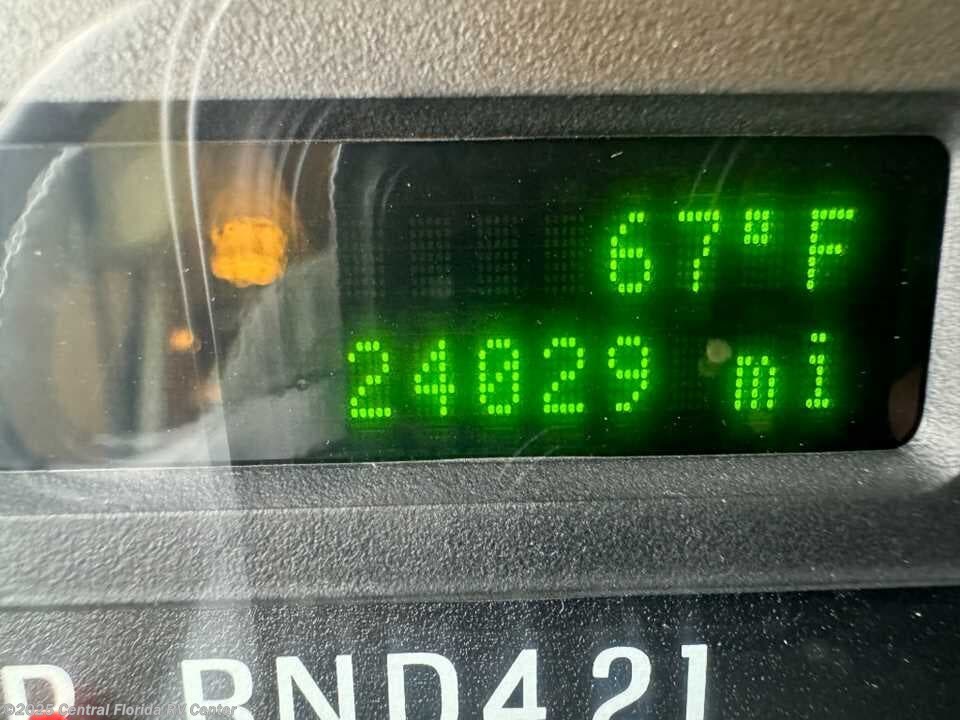 67°F
24029 mi
P RND421
©2025 Central Florida RV Center